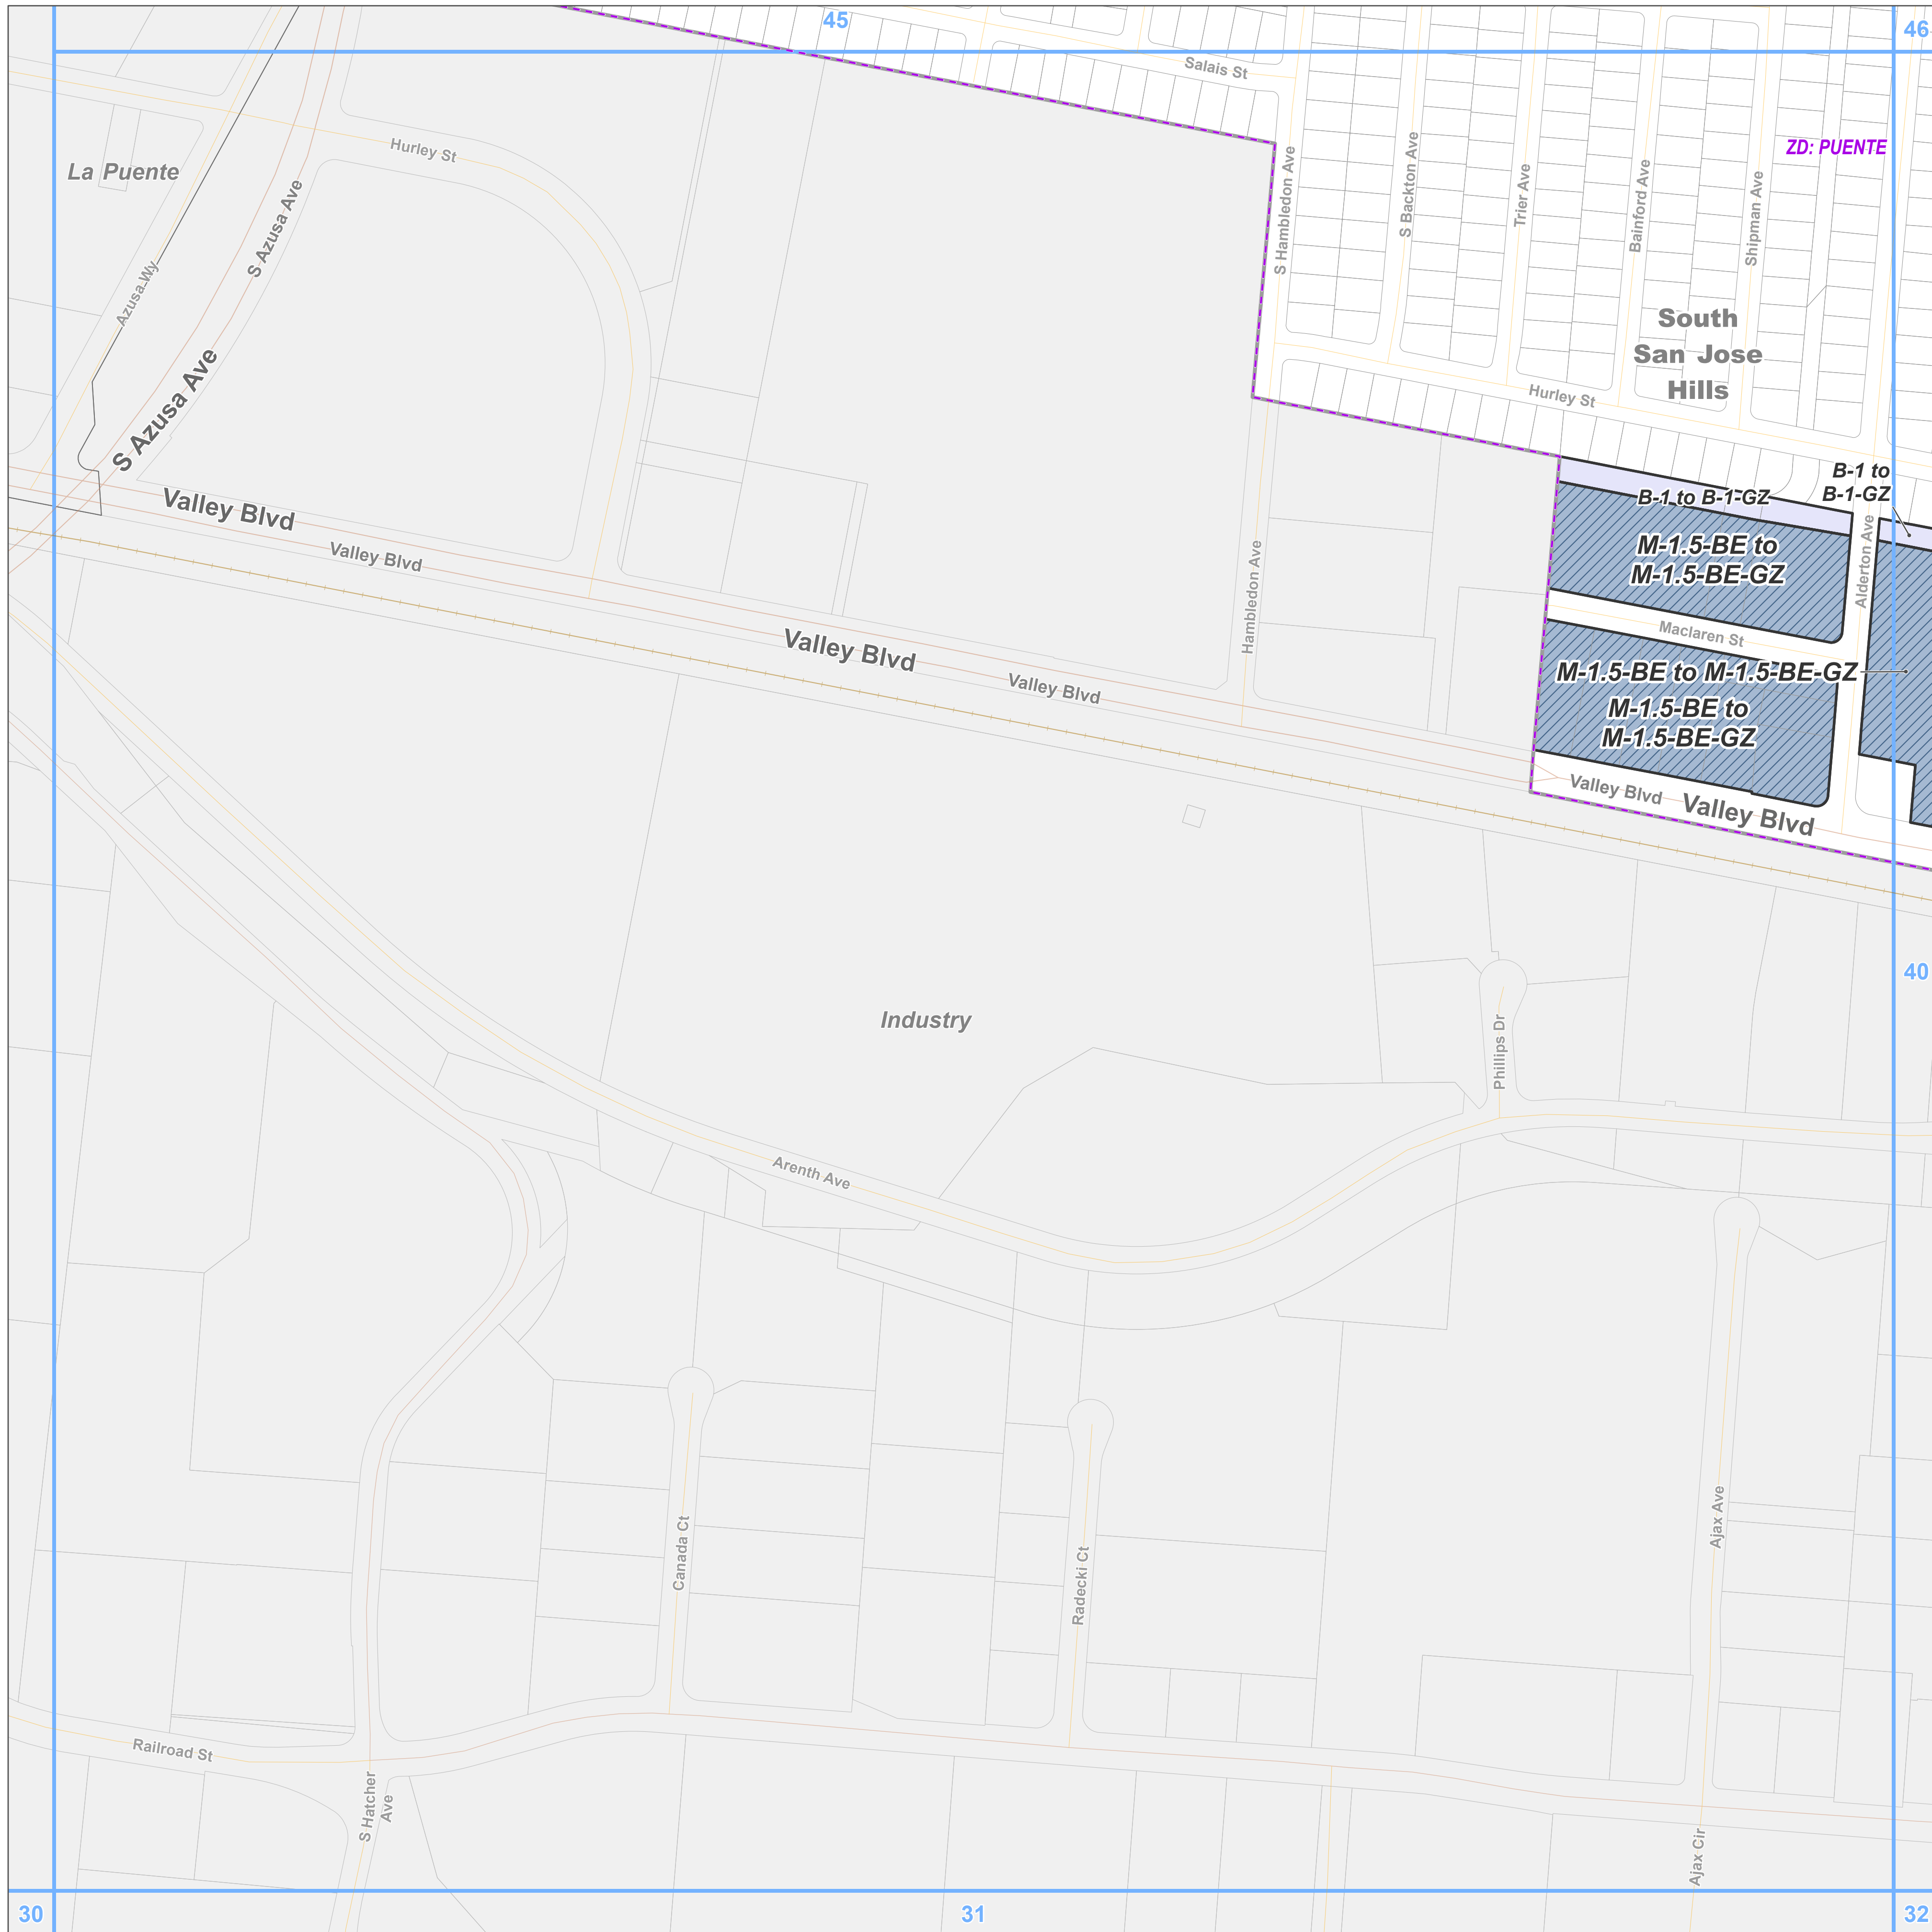 45
46
Salais St
Hurley St
ZD: PUENTE
La Puente
S Azusa Ave
S Hambledon Ave
S Backton Ave
Trier Ave
Bainford Ave
Shipman Ave
Azusa Wy
South
San Jose
Hills
S Azusa Ave
Hurley St
B-1 to
B-1-GZ
B-1 to B-1-GZ
Valley Blvd
Valley Blvd
M-1.5-BE to
M-1.5-BE-GZ
Alderton Ave
Hambledon Ave
Maclaren St
Valley Blvd
Valley Blvd
M-1.5-BE to M-1.5-BE-GZ
M-1.5-BE to
M-1.5-BE-GZ
Valley Blvd
Valley Blvd
40
Industry
Phillips Dr
Arenth Ave
Canada Ct
Radecki Ct
Ajax Ave
Railroad St
S Hatcher
Ave
Ajax Cir
30
31
32